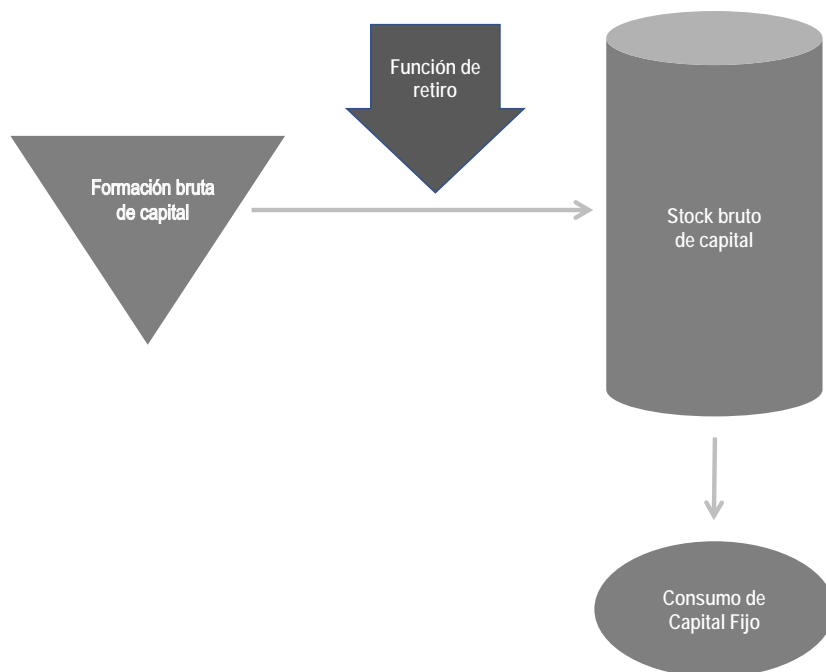 Función de
retiro
Formación bruta
de capital
Stock bruto
de capital
Consumo de
Capital Fijo